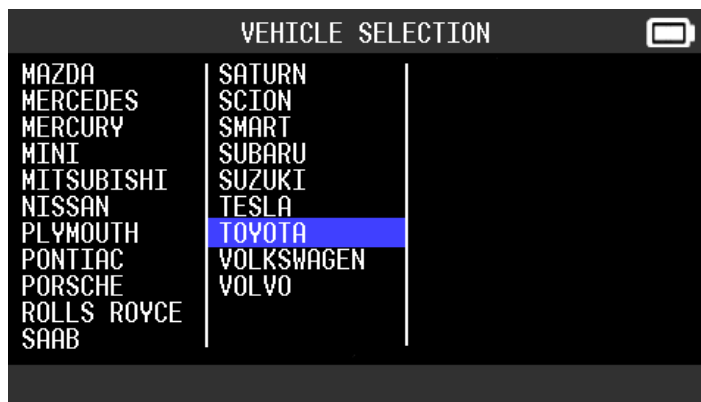 VEHICLE SELECTION
MAZDA
MERCEDES
MERCURY
MINI
MITSUBISHI
NISSAN
PLYMOUTH
PONTIAC
PORSCHE
ROLLS ROYCE
SAAB
SATURN
SCION
SMART
SUBARU
SUZUKI
TESLA
TOYOTA
VOLKSWAGEN
VOLVO